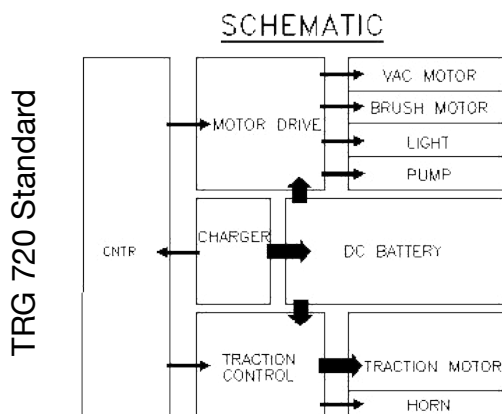 SCHEMATIC
TRG 720 Standard
CNTR
MOTOR DRIVE
VAC MOTOR
BRUSH MOTOR
LIGHT
PUMP
CHARGER
DC BATTERY
TRACTION
CONTROL
TRACTION MOTOR
HORN